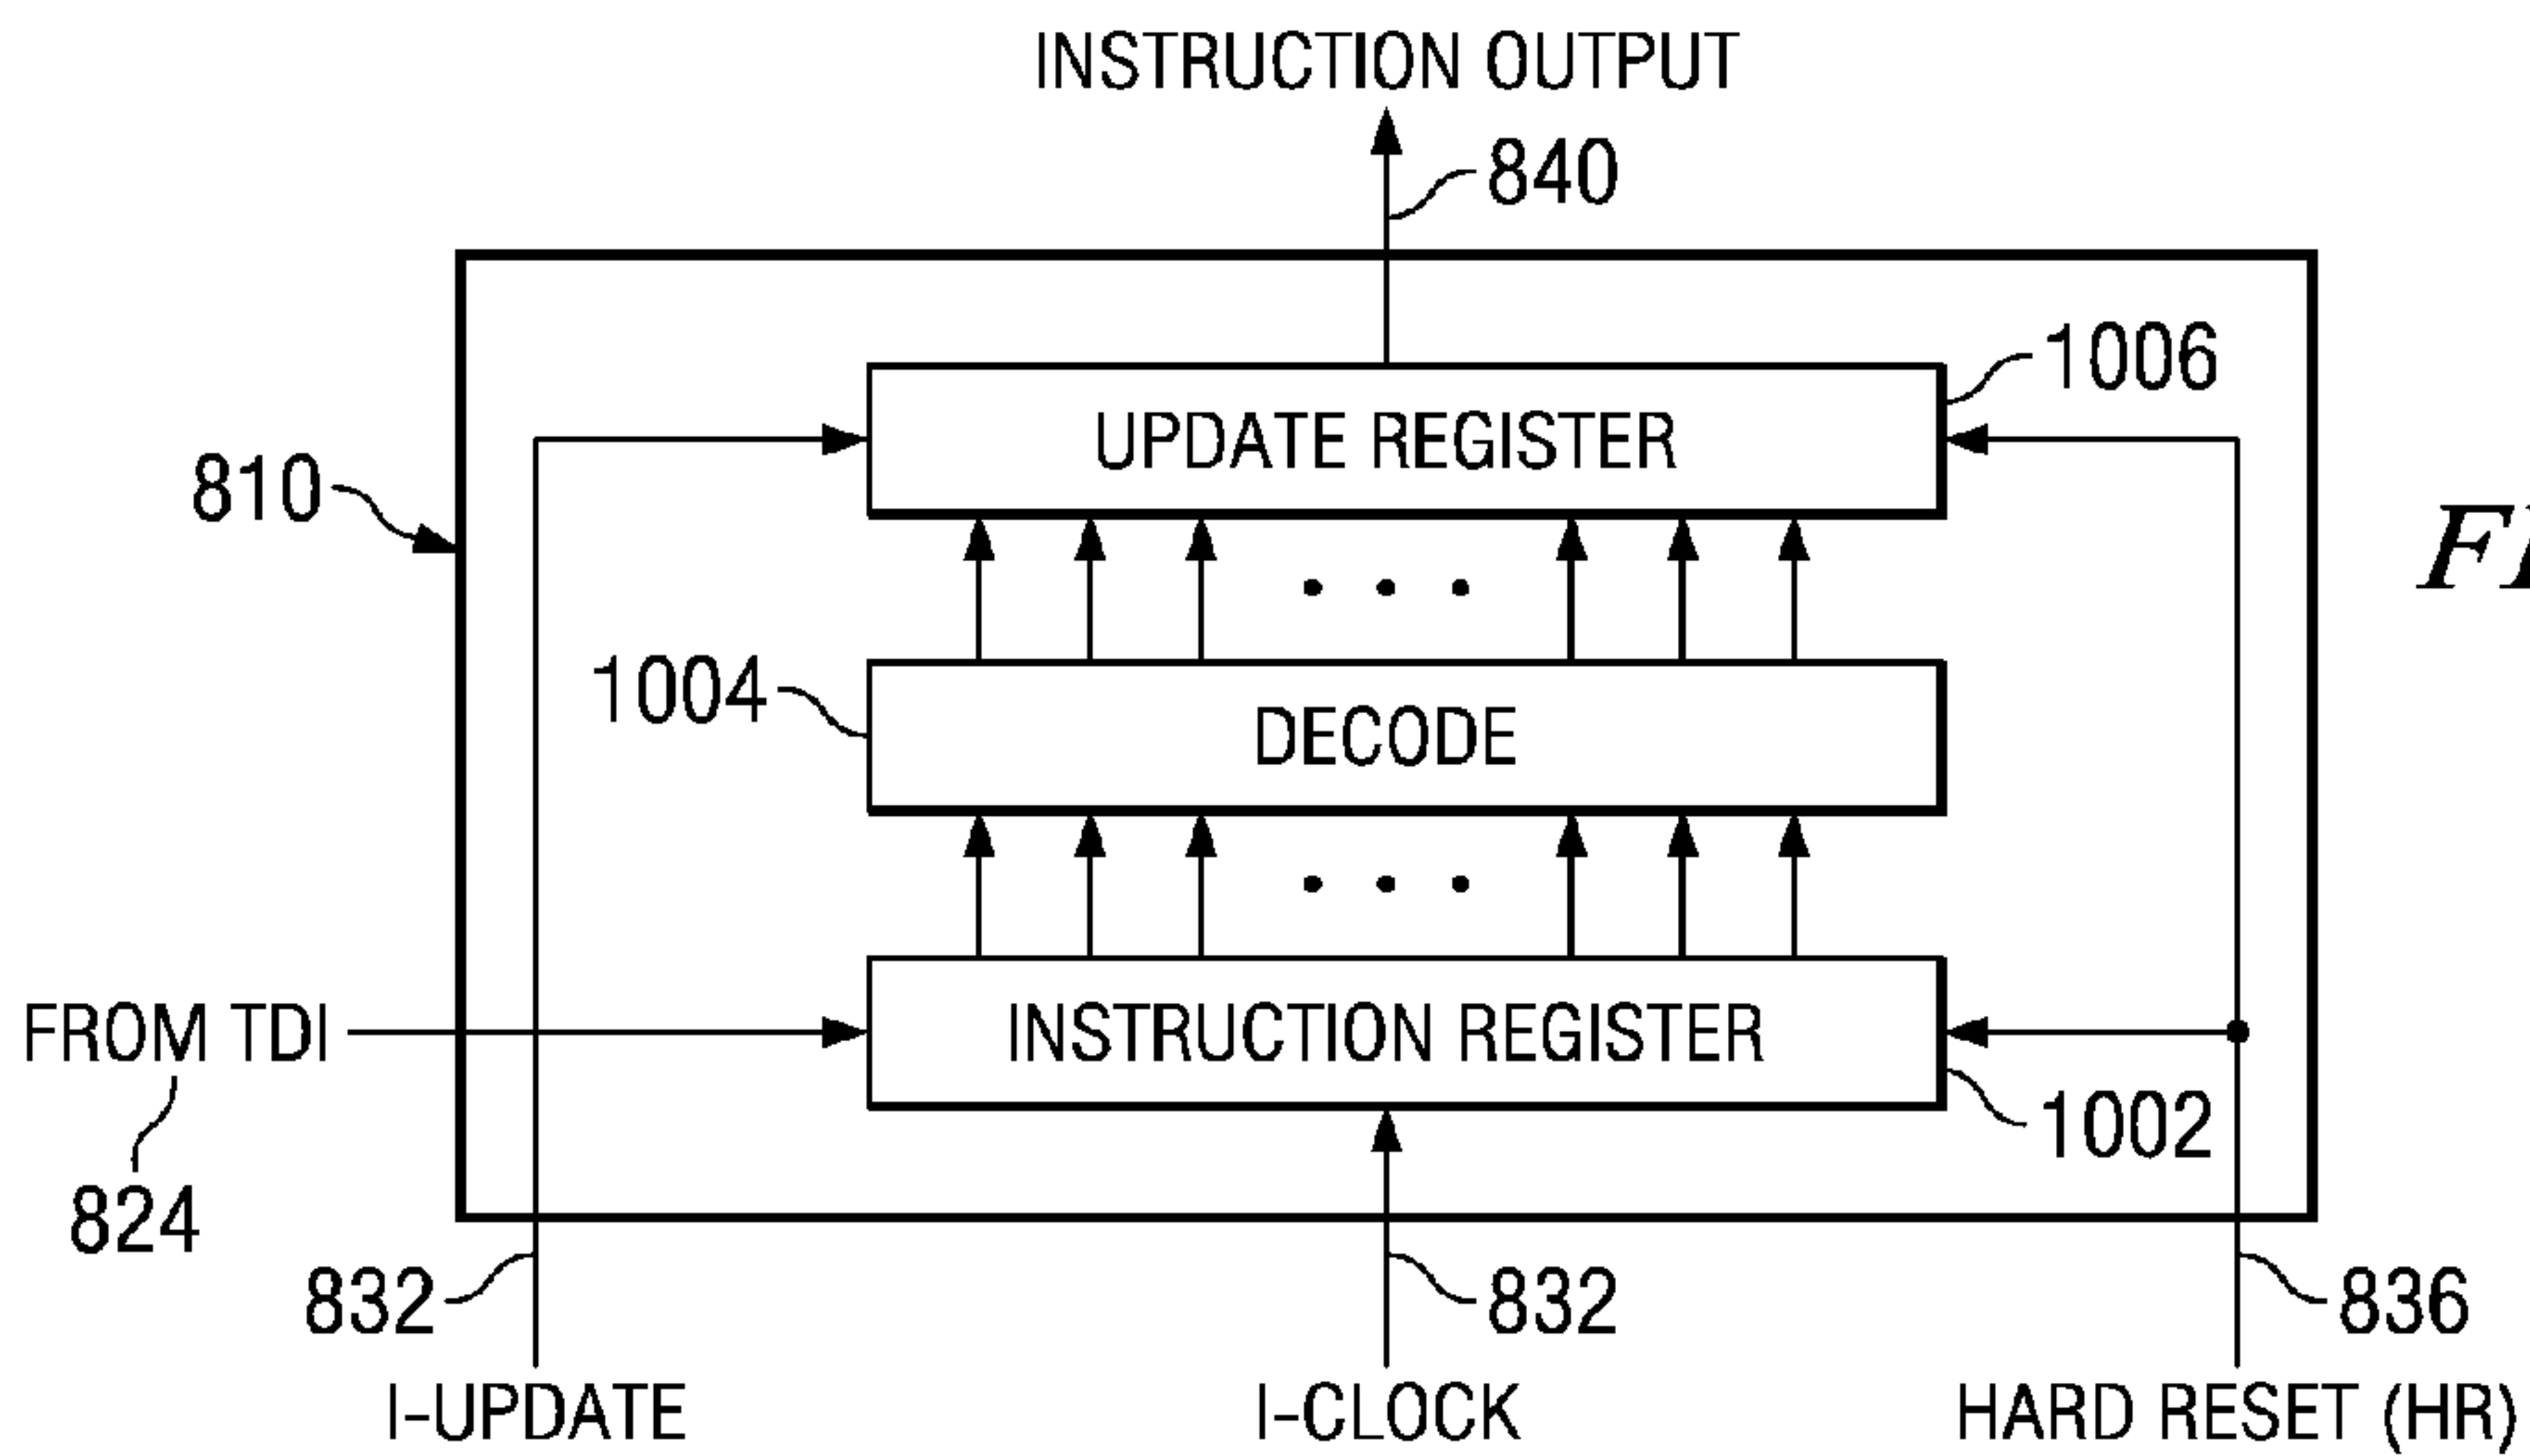 INSTRUCTION OUTPUT
840
1006
UPDATE REGISTER
810
1004
DECODE
FROM TDI
INSTRUCTION REGISTER
1002
824
832
832
836
I-UPDATE
I-CLOCK
HARD RESET (HR)